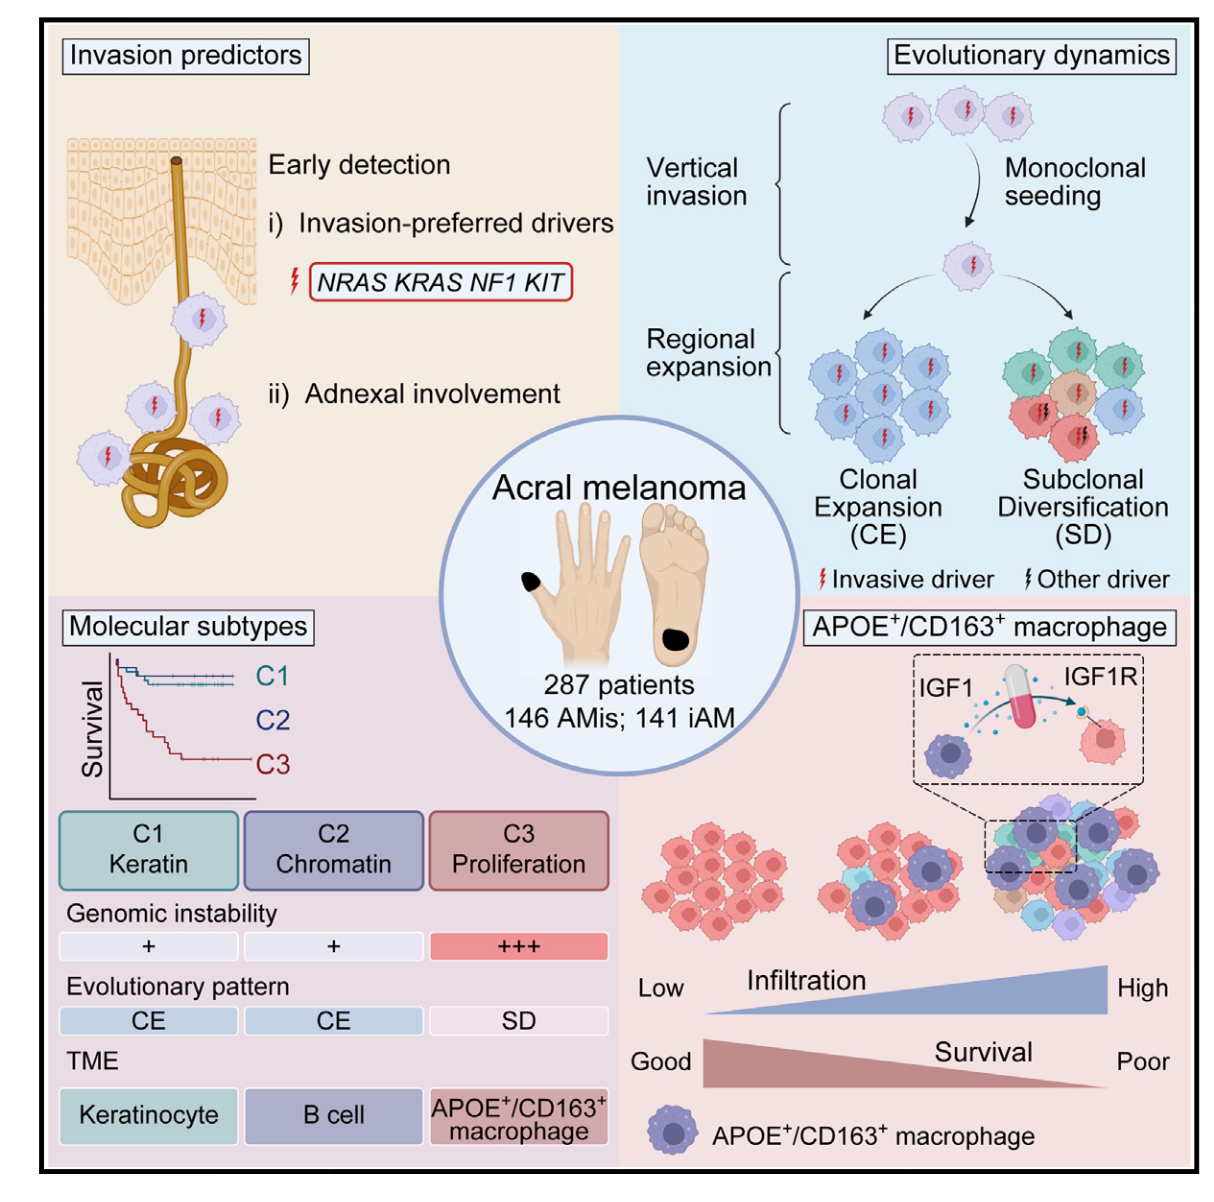 Invasion predictors
Early detection
i) Invasion-preferred drivers
NRAS KRAS NF1 KIT
ii) Adnexal involvement
Evolutionary dynamics
Vertical
invasion
Monoclonal
seeding
Regional
expansion
Clonal
Expansion
(CE)
Subclonal
Diversification
(SD)
Invasive driver
Other driver
Acral melanoma
287 patients
146 AMis; 141 iAM
Molecular subtypes
Survival
C1
C2
C3
C1
Keratin
C2
Chromatin
C3
Proliferation
Genomic instability
+
+
+++
Evolutionary pattern
CE
CE
SD
TME
Keratinocyte
B cell
APOE⁺/CD163⁺
macrophage
APOE⁺/CD163⁺ macrophage
IGF1
IGF1R
Low
Infiltration
High
Good
Survival
Poor
APOE⁺/CD163⁺ macrophage